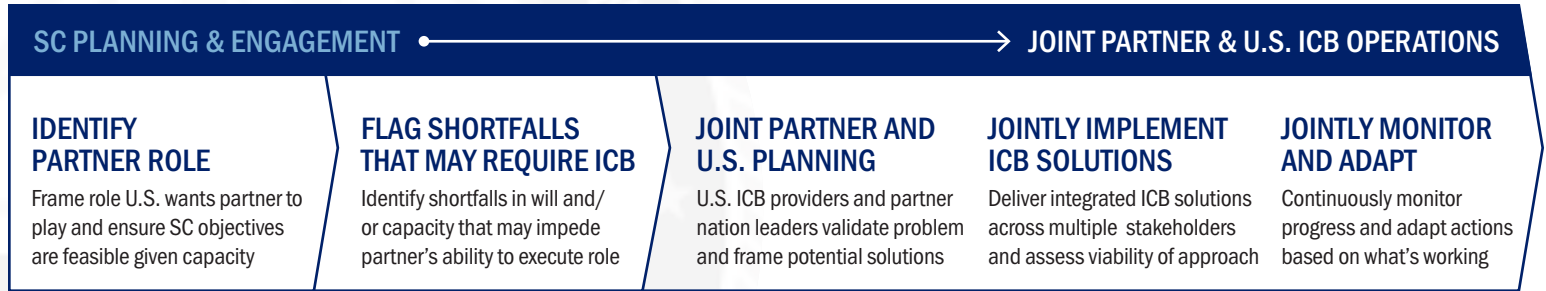 SC PLANNING & ENGAGEMENT
JOINT PARTNER & U.S. ICB OPERATIONS
IDENTIFY
PARTNER ROLE
Frame role U.S. wants partner to
play and ensure SC objectives
are feasible given capacity
FLAG SHORTFALLS
THAT MAY REQUIRE ICB
Identify shortfalls in will and/
or capacity that may impede
partner’s ability to execute role
JOINT PARTNER AND
U.S. PLANNING
U.S. ICB providers and partner
nation leaders validate problem
and frame potential solutions
JOINTLY IMPLEMENT
ICB SOLUTIONS
Deliver integrated ICB solutions
across multiple stakeholders
and assess viability of approach
JOINTLY MONITOR
AND ADAPT
Continuously monitor
progress and adapt actions
based on what’s working